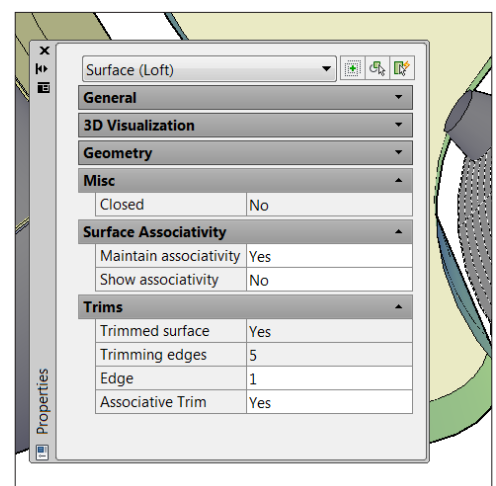 Surface (Loft)
General
3D Visualization
Geometry
Misc
Closed No
Surface Associativity
Maintain associativity Yes
Show associativity No
Trims
Trimmed surface Yes
Trimming edges 5
Edge 1
Associative Trim Yes
Properties